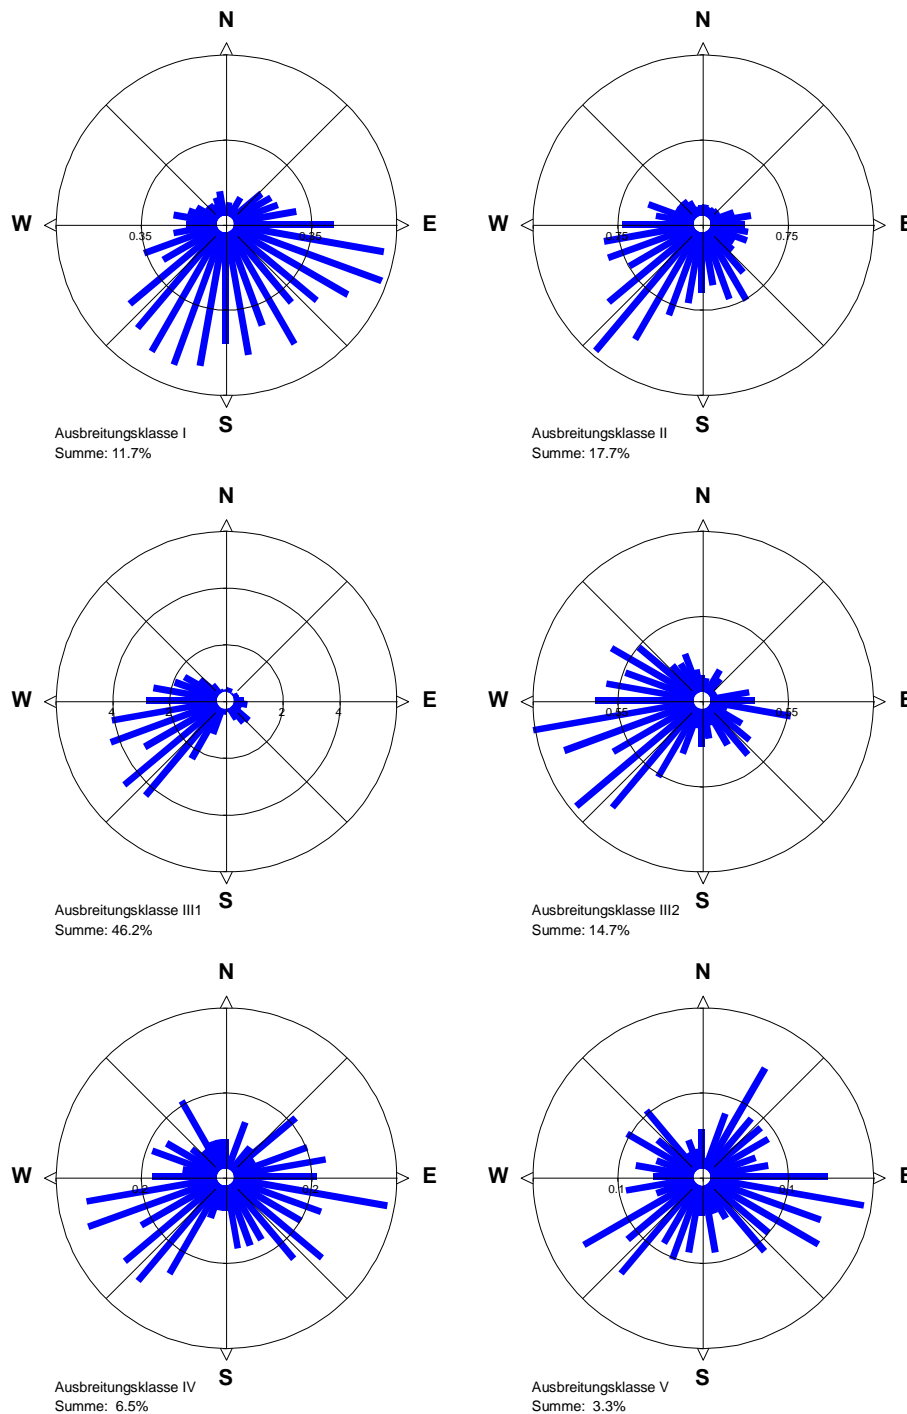 N
N
W
0.35
0.35
E
W
0.75
0.75
E
S
S
Ausbreitungsklasse I
Summe: 11.7%
Ausbreitungsklasse II
Summe: 17.7%
N
N
W
4
2
2
4
E
W
0.55
0.55
E
S
S
Ausbreitungsklasse III1
Summe: 46.2%
Ausbreitungsklasse III2
Summe: 14.7%
N
N
W
0.2
0.2
E
W
0.1
0.1
E
S
S
Ausbreitungsklasse IV
Summe: 6.5%
Ausbreitungsklasse V
Summe: 3.3%